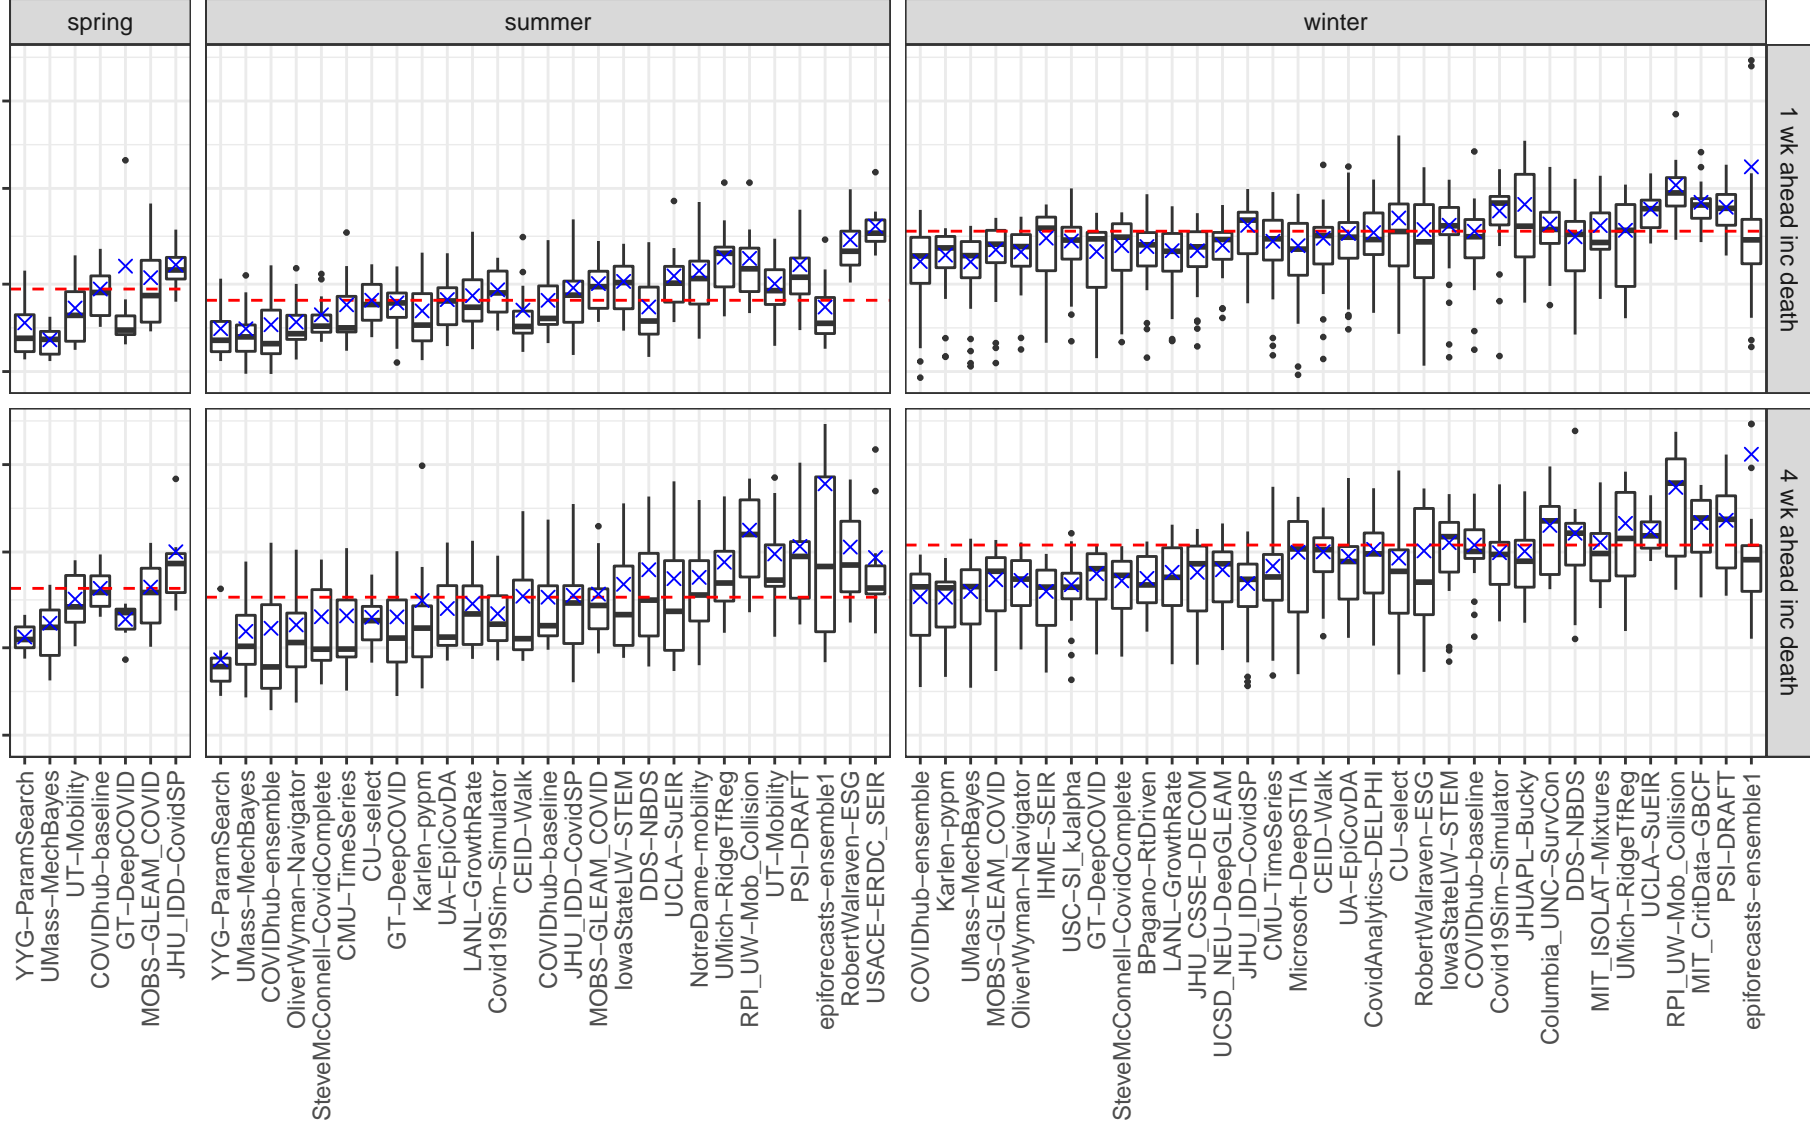 spring
summer
winter
1 wk ahead inc death
4 wk ahead inc death
YYG−ParamSearch
UMass−MechBayes
UT−Mobility
COVIDhub−baseline
GT−DeepCOVID
MOBS−GLEAM_COVID
JHU_IDD−CovidSP
YYG−ParamSearch
UMass−MechBayes
COVIDhub−ensemble
OliverWyman−Navigator
SteveMcConnell−CovidComplete
CMU−TimeSeries
CU−select
GT−DeepCOVID
Karlen−pypm
UA−EpiCovDA
LANL−GrowthRate
Covid19Sim−Simulator
CEID−Walk
COVIDhub−baseline
JHU_IDD−CovidSP
MOBS−GLEAM_COVID
IowaStateLW−STEM
DDS−NBDS
UCLA−SuEIR
NotreDame−mobility
UMich−RidgeTfReg
RPI_UW−Mob_Collision
UT−Mobility
PSI−DRAFT
epiforecasts−ensemble1
RobertWalraven−ESG
USACE−ERDC_SEIR
COVIDhub−ensemble
Karlen−pypm
UMass−MechBayes
MOBS−GLEAM_COVID
OliverWyman−Navigator
IHME−SEIR
USC−SI_kJalpha
GT−DeepCOVID
SteveMcConnell−CovidComplete
BPagano−RtDriven
LANL−GrowthRate
JHU_CSSE−DECOM
UCSD_NEU−DeepGLEAM
JHU_IDD−CovidSP
CMU−TimeSeries
Microsoft−DeepSTIA
CEID−Walk
UA−EpiCovDA
CovidAnalytics−DELPHI
CU−select
RobertWalraven−ESG
IowaStateLW−STEM
COVIDhub−baseline
Covid19Sim−Simulator
JHUAPL−Bucky
Columbia_UNC−SurvCon
DDS−NBDS
MIT_ISOLAT−Mixtures
UMich−RidgeTfReg
UCLA−SuEIR
RPI_UW−Mob_Collision
MIT_CritData−GBCF
PSI−DRAFT
epiforecasts−ensemble1